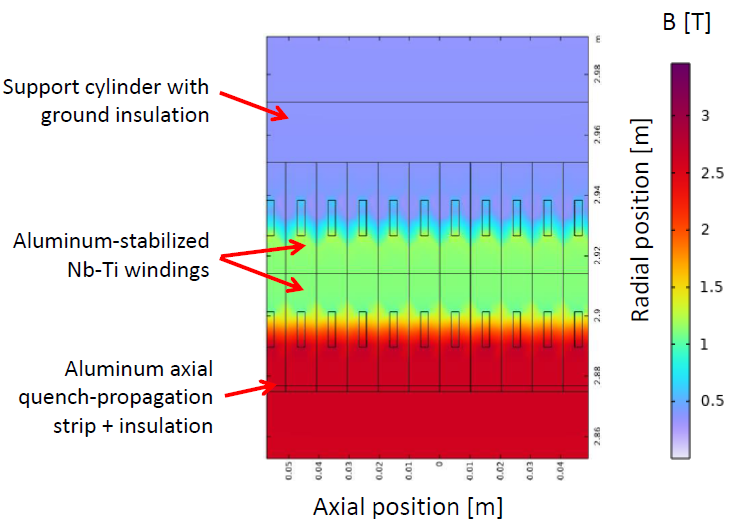 B [T]
Support cylinder with
ground insulation
Aluminum-stabilized
Nb-Ti windings
Aluminum axial
quench-propagation
strip + insulation
m
2.98
2.96
2.94
2.92
2.9
2.88
2.86
Radial position [m]
3
2.5
2
1.5
1
0.5
0.05
0.04
0.03
0.02
0.01
0
0.01
0.02
0.03
0.04
Axial position [m]